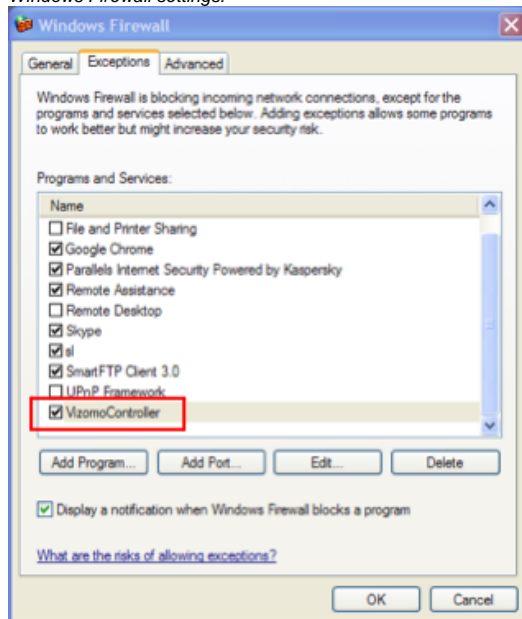 Windows Firewall settings.
Windows Firewall
General Exceptions Advanced
Windows Firewall is blocking incoming network connections, except for the
programs and services selected below. Adding exceptions allows some programs
to work better but might increase your security risk.
Programs and Services:
Name
File and Printer Sharing
Google Chrome
Parallels Internet Security Powered by Kaspersky
Remote Assistance
Remote Desktop
Skype
sl
SmartFTP Client 3.0
UPnP Framework
VizomoController
Add Program... Add Port... Edit... Delete
Display a notification when Windows Firewall blocks a program
What are the risks of allowing exceptions?
OK Cancel